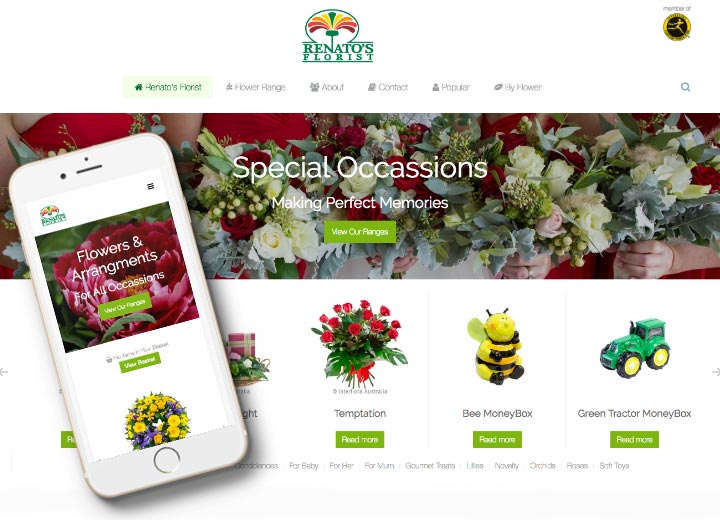 member of
RENATO'S
FLORIST
Renato's Florist
Flower Range
About
Contact
Popular
By Flower
Special Occassions
Making Perfect Memories
View Our Ranges
RENATO'S
FLORIST
Flowers &
Arrangments
For All Occassions
View Our Ranges
No Items in Your Basket
View Basket
© Interflora Australia
Temptation
Bee MoneyBox
Green Tractor MoneyBox
Read more
Read more
Read more
Read more
Condolences
For Baby
For Her
For Mum
Gourmet Treats
Lilies
Novelty
Orchids
Roses
Soft Toys